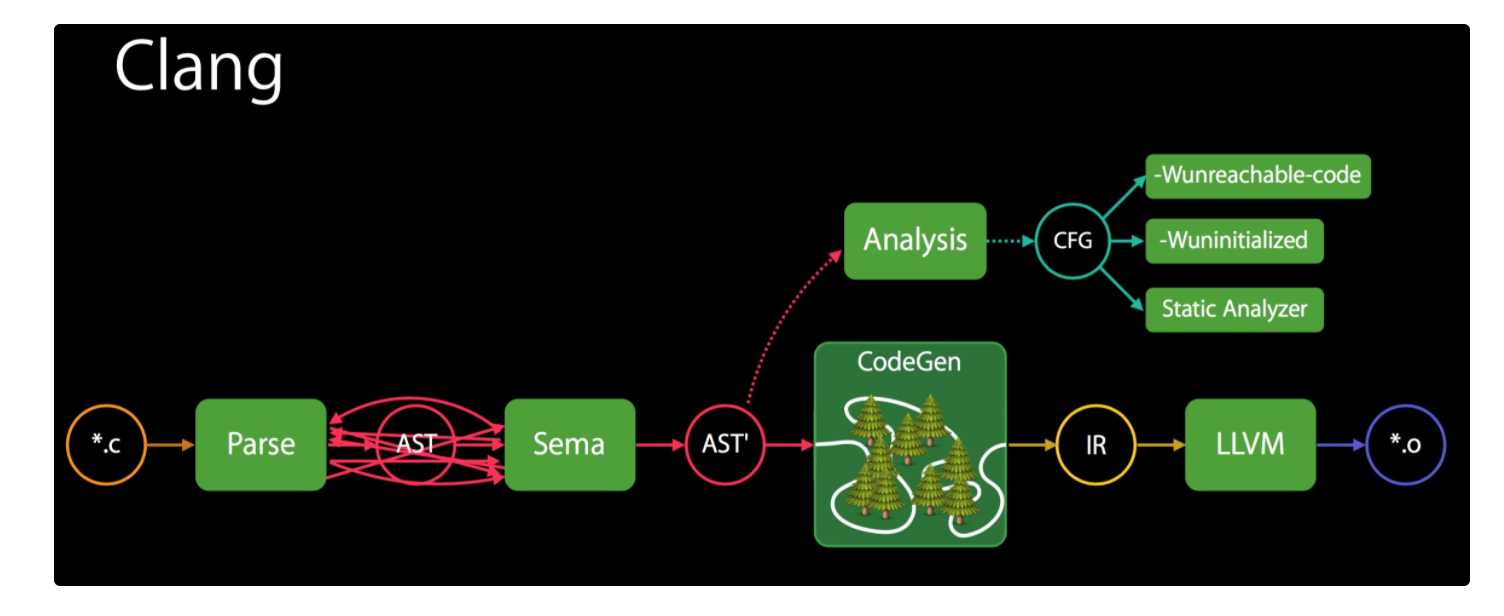 Clang
-Wunreachable-code
Analysis
CFG
-Wuninitialized
Static Analyzer
CodeGen
*.c
Parse
AST
Sema
AST'
IR
LLVM
*.o